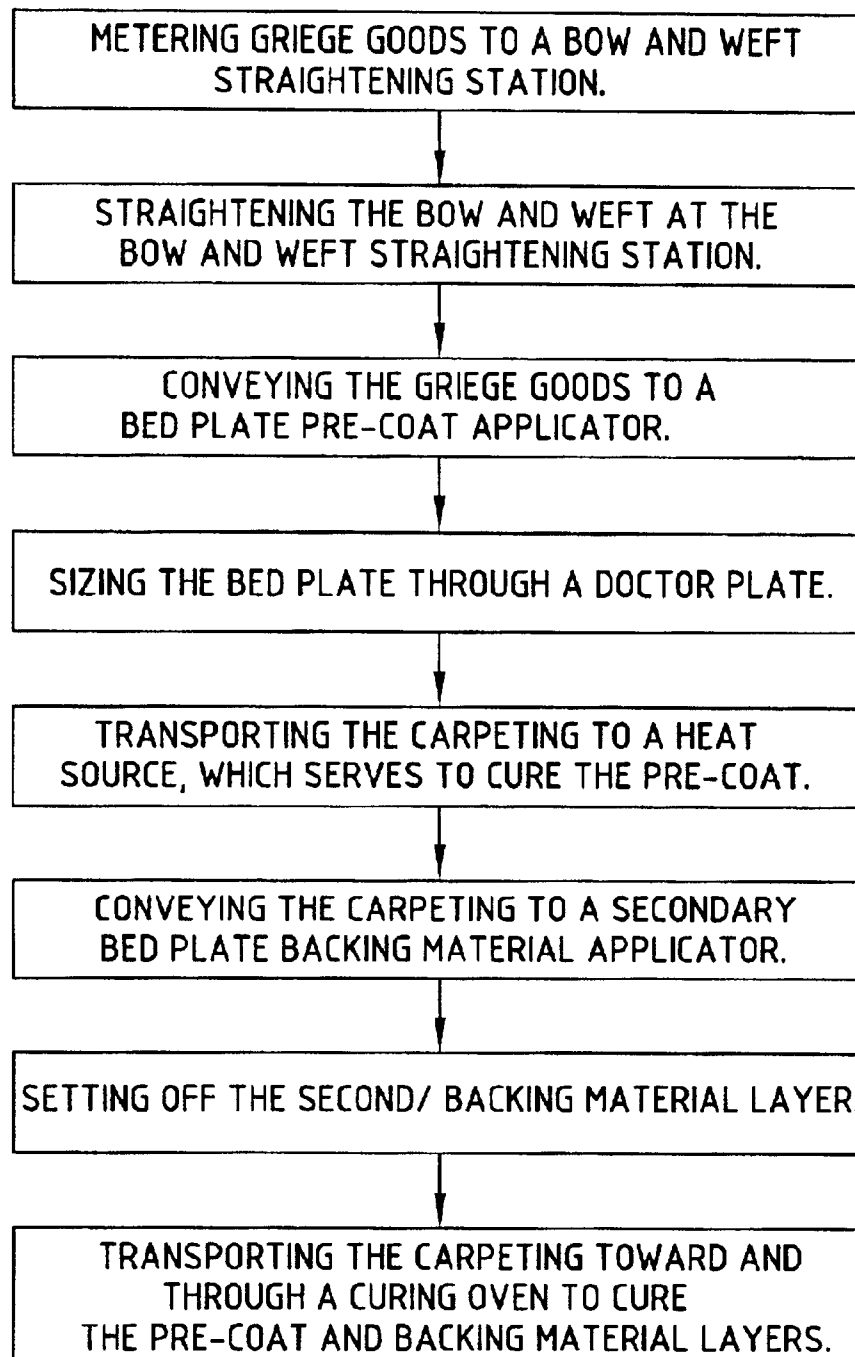 METERING GRIEGE GOODS TO A BOW AND WEFT
STRAIGHTENING STATION.
STRAIGHTENING THE BOW AND WEFT AT THE
BOW AND WEFT STRAIGHTENING STATION.
CONVEYING THE GRIEGE GOODS TO A
BED PLATE PRE-COAT APPLICATOR.
SIZING THE BED PLATE THROUGH A DOCTOR PLATE.
TRANSPORTING THE CARPETING TO A HEAT
SOURCE, WHICH SERVES TO CURE THE PRE-COAT.
CONVEYING THE CARPETING TO A SECONDARY
BED PLATE BACKING MATERIAL APPLICATOR.
SETTING OFF THE SECOND/ BACKING MATERIAL LAYER
TRANSPORTING THE CARPETING TOWARD AND
THROUGH A CURING OVEN TO CURE
THE PRE-COAT AND BACKING MATERIAL LAYERS.